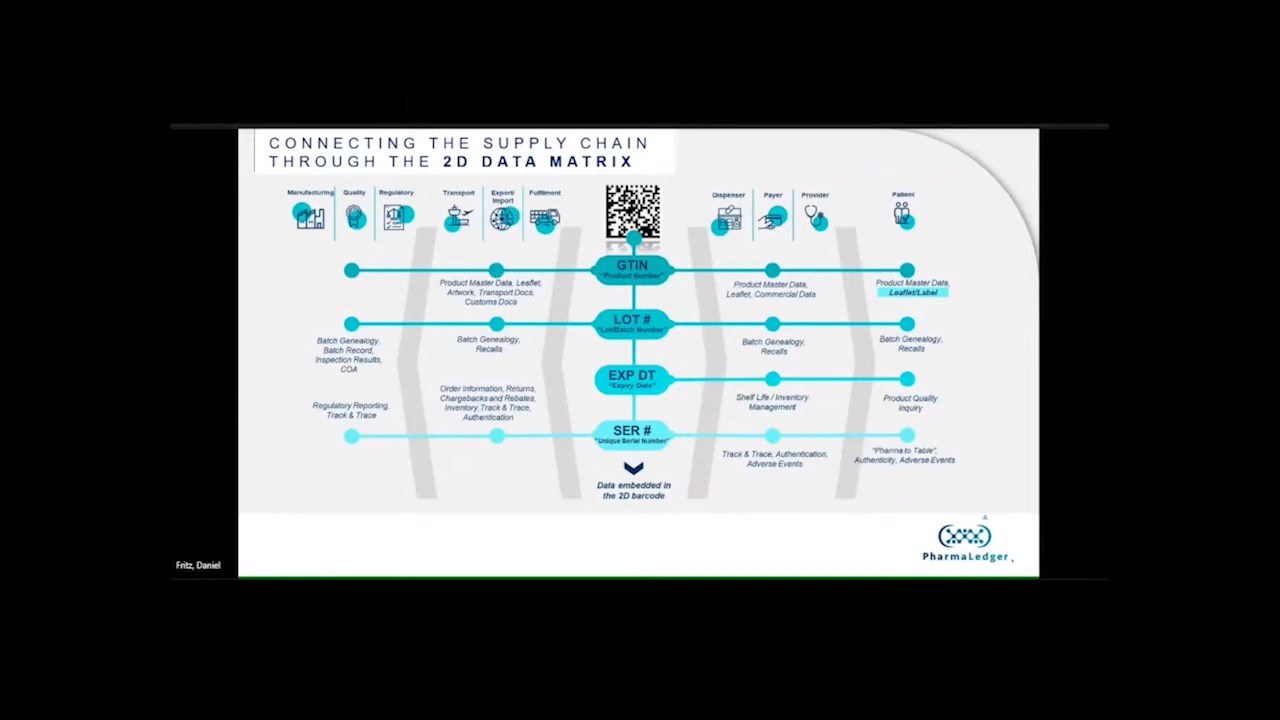 CONNECTING THE SUPPLY CHAIN
THROUGH THE 2D DATA MATRIX
Manufacturing
Quality
Regulatory
Transport
Export/
Import
Fulfilment
Dispenser
Payer
Provider
Patient
GTIN
"Product Number"
Product Master Data, Leaflet,
Artwork, Transport Docs,
Customs Docs
Product Master Data,
Leaflet, Commercial Data
Product Master Data,
Leaflet/Label
LOT #
"Lot/Batch Number"
Batch Genealogy,
Batch Record,
Inspection Results,
COA
Batch Genealogy,
Recalls
Batch Genealogy,
Recalls
Batch Genealogy,
Recalls
EXP DT
"Expiry Date"
Shelf Life / Inventory
Management
Product Quality
Inquiry
Regulatory Reporting,
Track & Trace
Order Information, Returns,
Chargebacks and Rebates,
Inventory, Track & Trace,
Authentication
SER #
"Unique Serial Number"
Track & Trace, Authentication,
Adverse Events
"Pharma to Table",
Authenticity, Adverse Events
Data embedded in
the 2D barcode
PharmaLedger
Fritz, Daniel